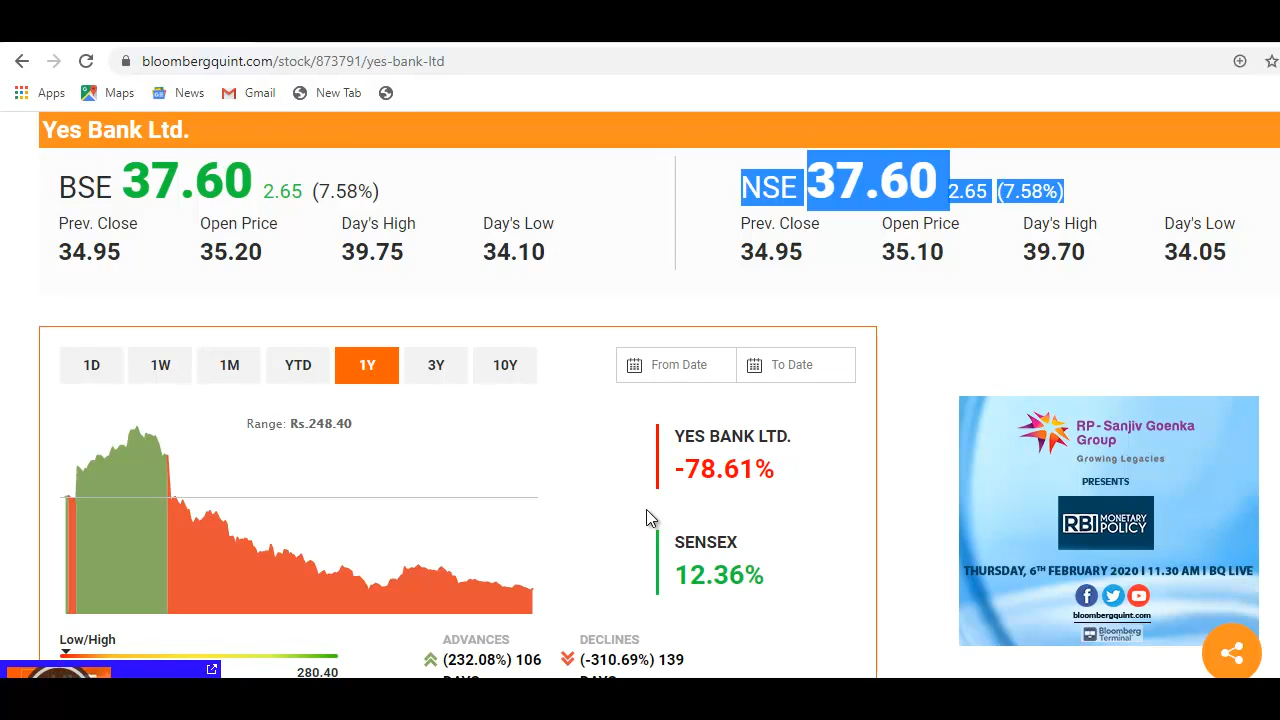 bloombergquint.com/stock/873791/yes-bank-ltd
Apps Maps News Gmail New Tab
Yes Bank Ltd.
BSE 37.60 2.65 (7.58%)
Prev. Close Open Price Day's High Day's Low
34.95 35.20 39.75 34.10
NSE 37.60 2.65 (7.58%)
Prev. Close Open Price Day's High Day's Low
34.95 35.10 39.70 34.05
1D 1W 1M YTD 1Y 3Y 10Y
From Date To Date
Range: Rs.248.40
YES BANK LTD.
-78.61%
SENSEX
12.36%
Low/High
280.40
ADVANCES
(232.08%) 106
DECLINES
(-310.69%) 139
RP - Sanjiv Goenka
Group
Growing Legacies
PRESENTS
RBI MONETARY
POLICY
THURSDAY, 6TH FEBRUARY 2020 I 11.30 AM I BQ LIVE
bloombergquint.com
Bloomberg
Terminal